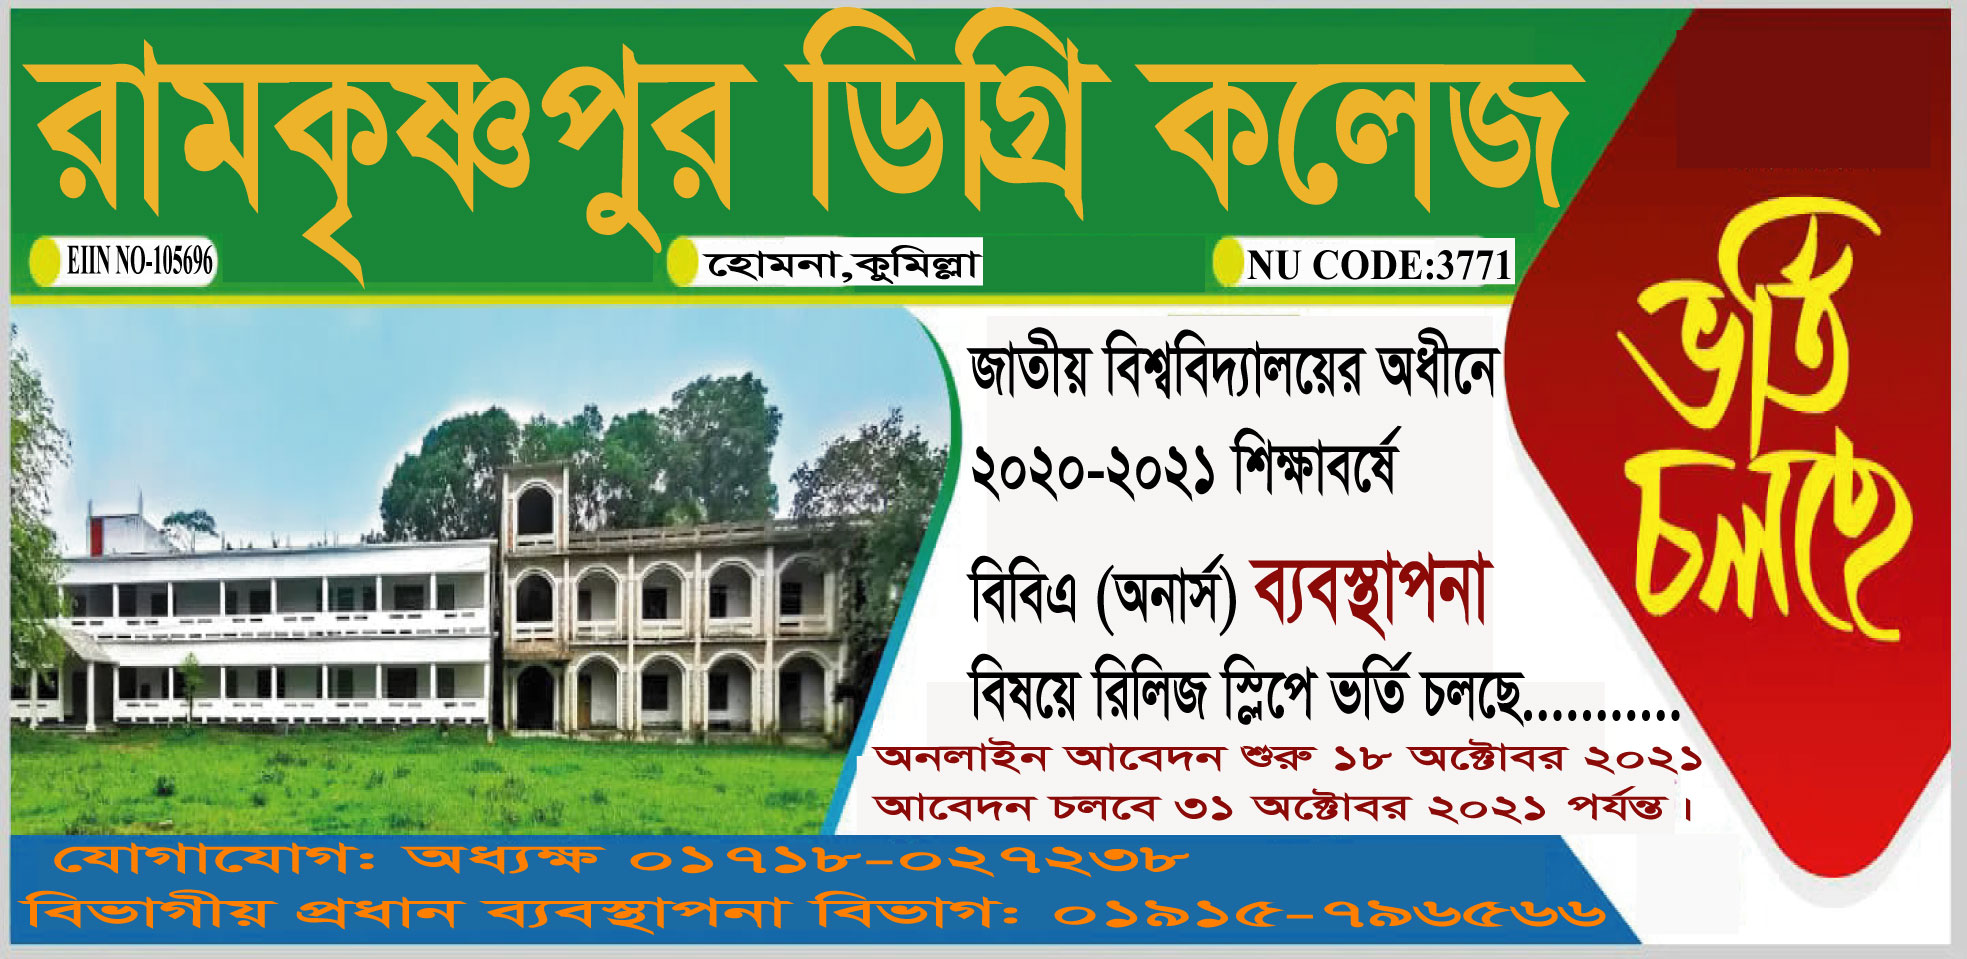 রামকৃষ্ণপুর ডিগ্রি কলেজ
EIIN NO-105696
হোমনা,কুমিল্লা
NU CODE:3771
ভর্তি
চলছে
জাতীয় বিশ্ববিদ্যালয়ের অধীনে
২০২০-২০২১ শিক্ষাবর্ষে
বিবিএ (অনার্স) ব্যবস্থাপনা
বিষয়ে রিলিজ স্লিপে ভর্তি চলছে...........
অনলাইন আবেদন শুরু ১৮ অক্টোবর ২০২১
আবেদন চলবে ৩১ অক্টোবর ২০২১ পর্যন্ত।
যোগাযোগ: অধ্যক্ষ ০১৭১৮-০২৭২৩৮
বিভাগীয় প্রধান ব্যবস্থাপনা বিভাগ: ০১৯১৫-৭৯৬৫৬৬